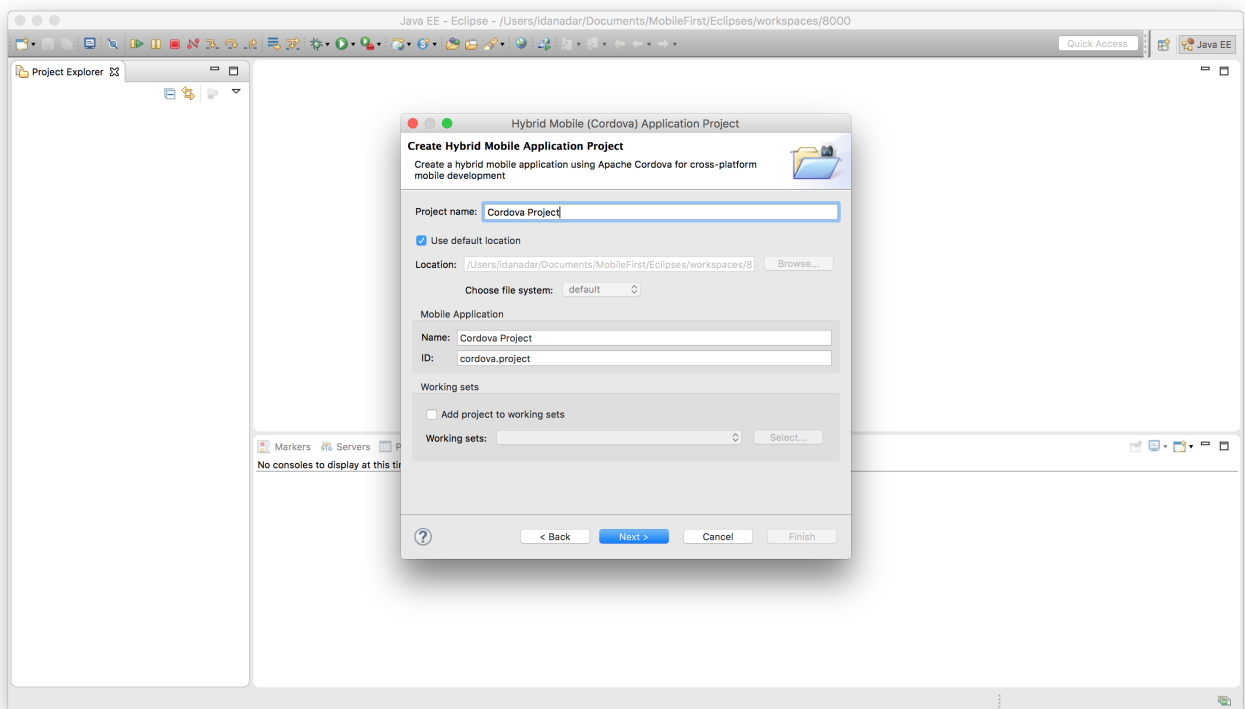 Java EE - Eclipse - /Users/idanadar/Documents/MobileFirst/Eclipses/workspaces/8000
Quick Access
Java EE
Project Explorer
Hybrid Mobile (Cordova) Application Project
Create Hybrid Mobile Application Project
Create a hybrid mobile application using Apache Cordova for cross-platform
mobile development
Project name: Cordova Project
Use default location
Location: /Users/idanadar/Documents/MobileFirst/Eclipses/workspaces/8 Browse...
Choose file system: default
Mobile Application
Name: Cordova Project
ID: cordova.project
Working sets
Add project to working sets
Working sets: Select...
Markers Servers P
No consoles to display at this ti
? < Back Next > Cancel Finish